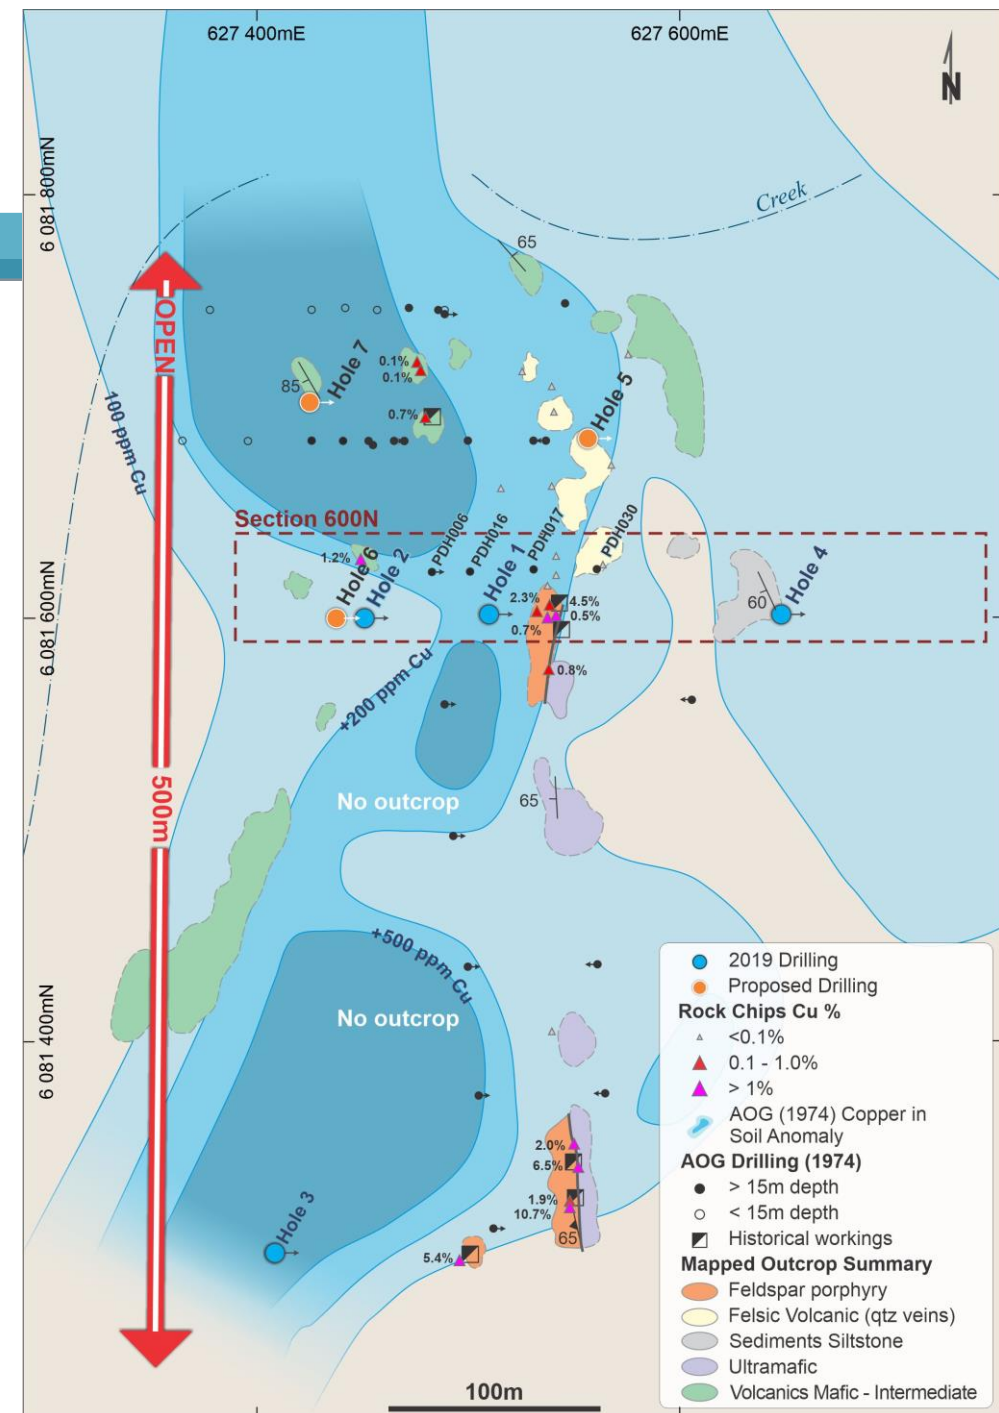 627 400mE
627 600mE
N
6 081 800mN
Creek
65
OPEN
0.1%
0.1%
85
Hole 7
Hole 5
0.7%
100 ppm Cu
Section 600N
PDH006
PDH016
PDH017
PDH030
1.2%
Hole 6
Hole 2
Hole 1
Hole 4
2.3%
4.5%
0.5%
60
0.7%
6 081 600mN
0.8%
+200 ppm Cu
500m
No outcrop
65
+500 ppm Cu
No outcrop
6 081 400mN
2.0%
6.5%
1.9%
10.7%
65
Hole 3
5.4%
100m
2019 Drilling
Proposed Drilling
Rock Chips Cu %
<0.1%
0.1 - 1.0%
> 1%
AOG (1974) Copper in
Soil Anomaly
AOG Drilling (1974)
> 15m depth
< 15m depth
Historical workings
Mapped Outcrop Summary
Feldspar porphyry
Felsic Volcanic (qtz veins)
Sediments Siltstone
Ultramafic
Volcanics Mafic - Intermediate